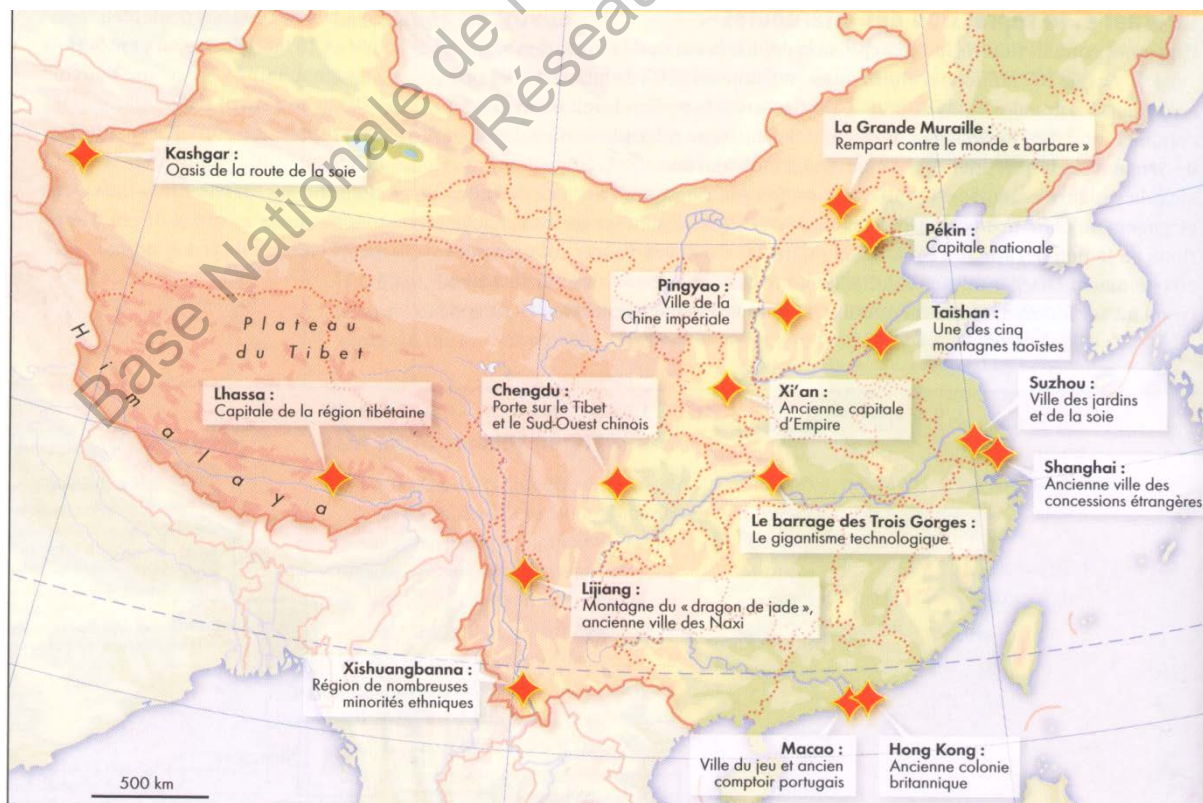 Base Nationale de
Réseau
Kashgar :
Oasis de la route de la soie
La Grande Muraille :
Rempart contre le monde « barbare »
Pékin :
Capitale nationale
Pingyao :
Ville de la
Chine impériale
Taishan :
Une des cinq
montagnes taoïstes
Plateau
du Tibet
Himalaya
Lhassa :
Capitale de la région tibétaine
Chengdu :
Porte sur le Tibet
et le Sud-Ouest chinois
Xi'an :
Ancienne capitale
d'Empire
Suzhou :
Ville des jardins
et de la soie
Shanghai :
Ancienne ville des
concessions étrangères
Le barrage des Trois Gorges :
Le gigantisme technologique
Lijiang :
Montagne du « dragon de jade »,
ancienne ville des Naxi
Xishuangbanna :
Région de nombreuses
minorités ethniques
Macao :
Ville du jeu et ancien
comptoir portugais
Hong Kong :
Ancienne colonie
britannique
500 km